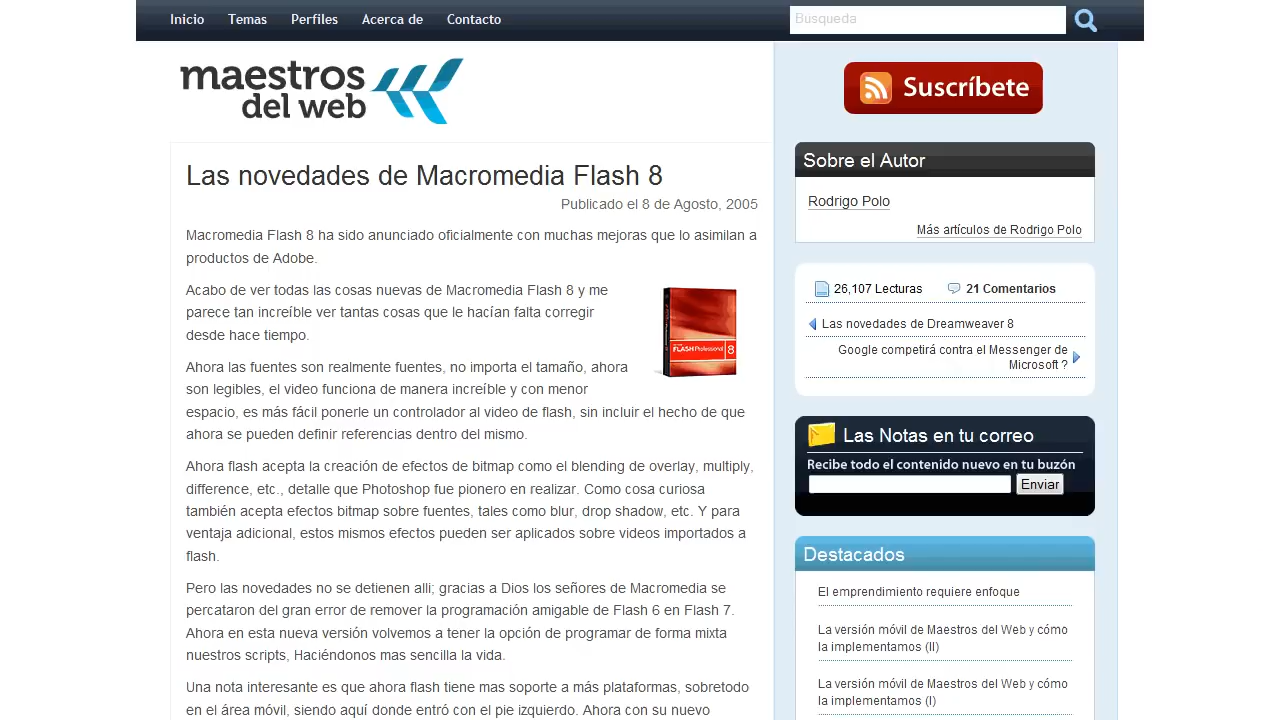 Inicio Temas Perfiles Acerca de Contacto
Búsqueda
maestros
del web
Las novedades de Macromedia Flash 8
Publicado el 8 de Agosto, 2005
Macromedia Flash 8 ha sido anunciado oficialmente con muchas mejoras que lo asimilan a
productos de Adobe.
Acabo de ver todas las cosas nuevas de Macromedia Flash 8 y me
parece tan increíble ver tantas cosas que le hacían falta corregir
desde hace tiempo.
FLASH Professional 8
Ahora las fuentes son realmente fuentes, no importa el tamaño, ahora
son legibles, el video funciona de manera increíble y con menor
espacio, es más fácil ponerle un controlador al video de flash, sin incluir el hecho de que
ahora se pueden definir referencias dentro del mismo.
Ahora flash acepta la creación de efectos de bitmap como el blending de overlay, multiply,
difference, etc., detalle que Photoshop fue pionero en realizar. Como cosa curiosa
también acepta efectos bitmap sobre fuentes, tales como blur, drop shadow, etc. Y para
ventaja adicional, estos mismos efectos pueden ser aplicados sobre videos importados a
flash.
Pero las novedades no se detienen alli; gracias a Dios los señores de Macromedia se
percataron del gran error de remover la programación amigable de Flash 6 en Flash 7.
Ahora en esta nueva versión volvemos a tener la opción de programar de forma mixta
nuestros scripts, Haciéndonos mas sencilla la vida.
Una nota interesante es que ahora flash tiene mas soporte a más plataformas, sobretodo
en el área móvil, siendo aquí donde entró con el pie izquierdo. Ahora con su nuevo
Suscríbete
Sobre el Autor
Rodrigo Polo
Más artículos de Rodrigo Polo
26,107 Lecturas 21 Comentarios
Las novedades de Dreamweaver 8
Google competirá contra el Messenger de
Microsoft ?
Las Notas en tu correo
Recibe todo el contenido nuevo en tu buzón
Enviar
Destacados
El emprendimiento requiere enfoque
La versión móvil de Maestros del Web y cómo
la implementamos (II)
La versión móvil de Maestros del Web y cómo
la implementamos (I)